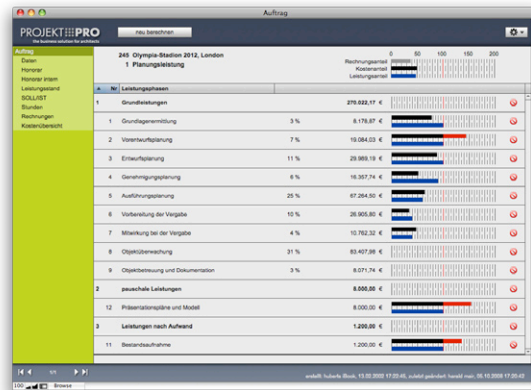 Auftrag
PROJEKT PRO
the business solution for architects
neu berechnen
Auftrag
Daten
Honorar
Honorar intern
Leistungsstand
SOLL/IST
Stunden
Rechnungen
Kostenübersicht
245 Olympia-Stadion 2012, London
1 Planungsleistung
0 50 100 150 200
Rechnungsanteil
Kostenanteil
Leistungsanteil
Nr Leistungsphasen
1 Grundleistungen 270.022,17 €
1 Grundlagenermittlung 3 % 8.178,87 €
2 Vorentwurfsplanung 7 % 19.084,03 €
3 Entwurfsplanung 11 % 29.989,19 €
4 Genehmigungsplanung 6 % 16.357,74 €
5 Ausführungsplanung 25 % 67.264,50 €
6 Vorbereitung der Vergabe 10 % 26.905,80 €
7 Mitwirkung bei der Vergabe 4 % 10.762,32 €
8 Objektüberwachung 31 % 83.407,98 €
9 Objektbetreuung und Dokumentation 3 % 8.071,74 €
2 pauschale Leistungen 8.000,00 €
12 Präsentationspläne und Modell 8.000,00 €
3 Leistungen nach Aufwand 1.200,00 €
11 Bestandsaufnahme 1.200,00 €
100 Browse